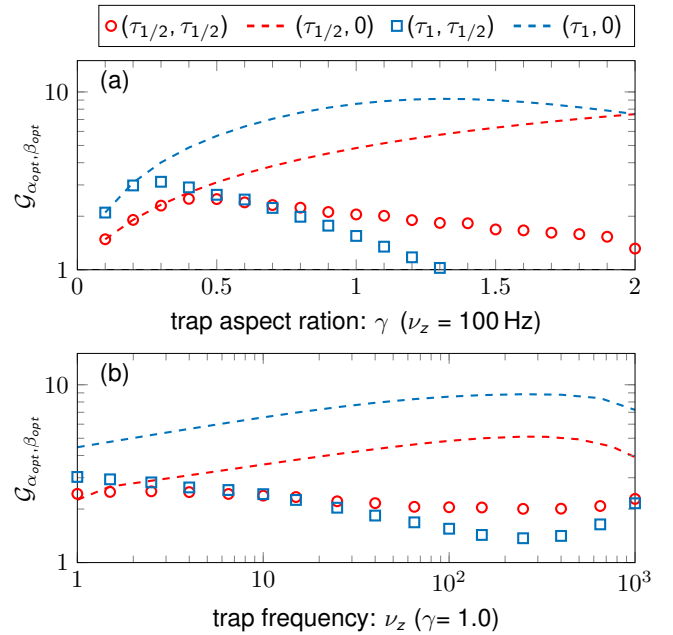 (τ1/2, τ1/2) (τ1/2, 0) (τ1, τ1/2) (τ1, 0)
(a)
10
1
𝒢αopt,βopt
0 0.5 1 1.5 2
trap aspect ration: γ (νz = 100 Hz)
(b)
10
1
𝒢αopt,βopt
1 10 10² 10³
trap frequency: νz (γ= 1.0)